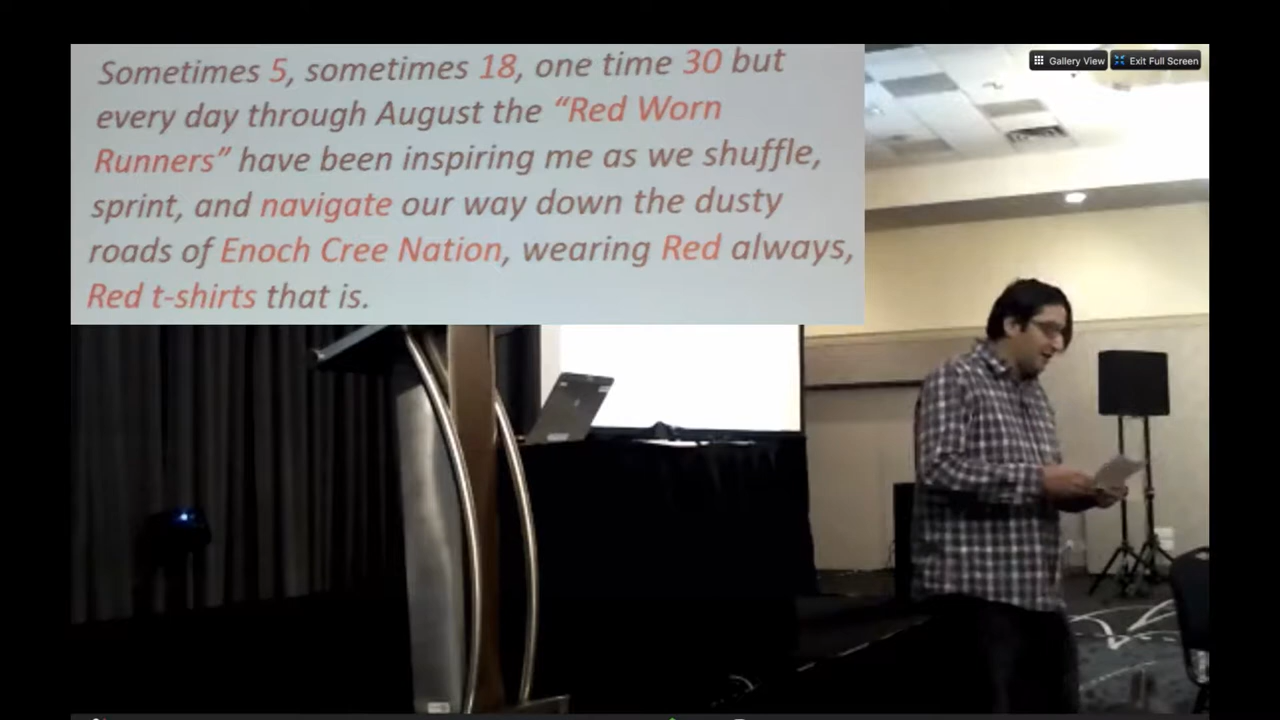 Sometimes 5, sometimes 18, one time 30 but
every day through August the “Red Worn
Runners” have been inspiring me as we shuffle,
sprint, and navigate our way down the dusty
roads of Enoch Cree Nation, wearing Red always,
Red t-shirts that is.
Gallery View
Exit Full Screen